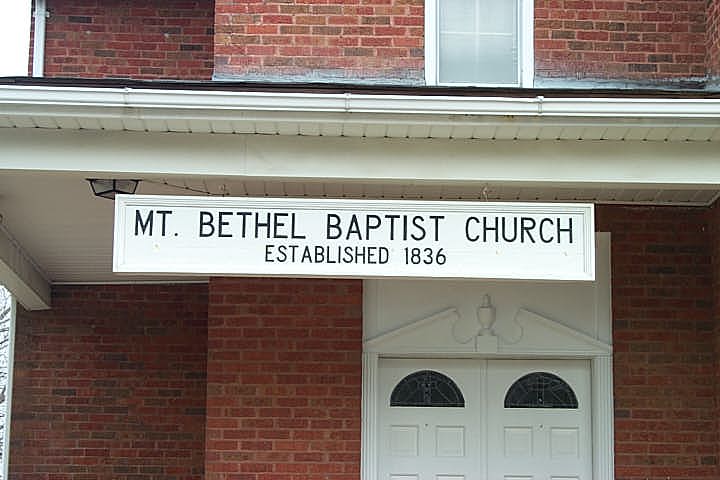 MT. BETHEL BAPTIST CHURCH
ESTABLISHED 1836